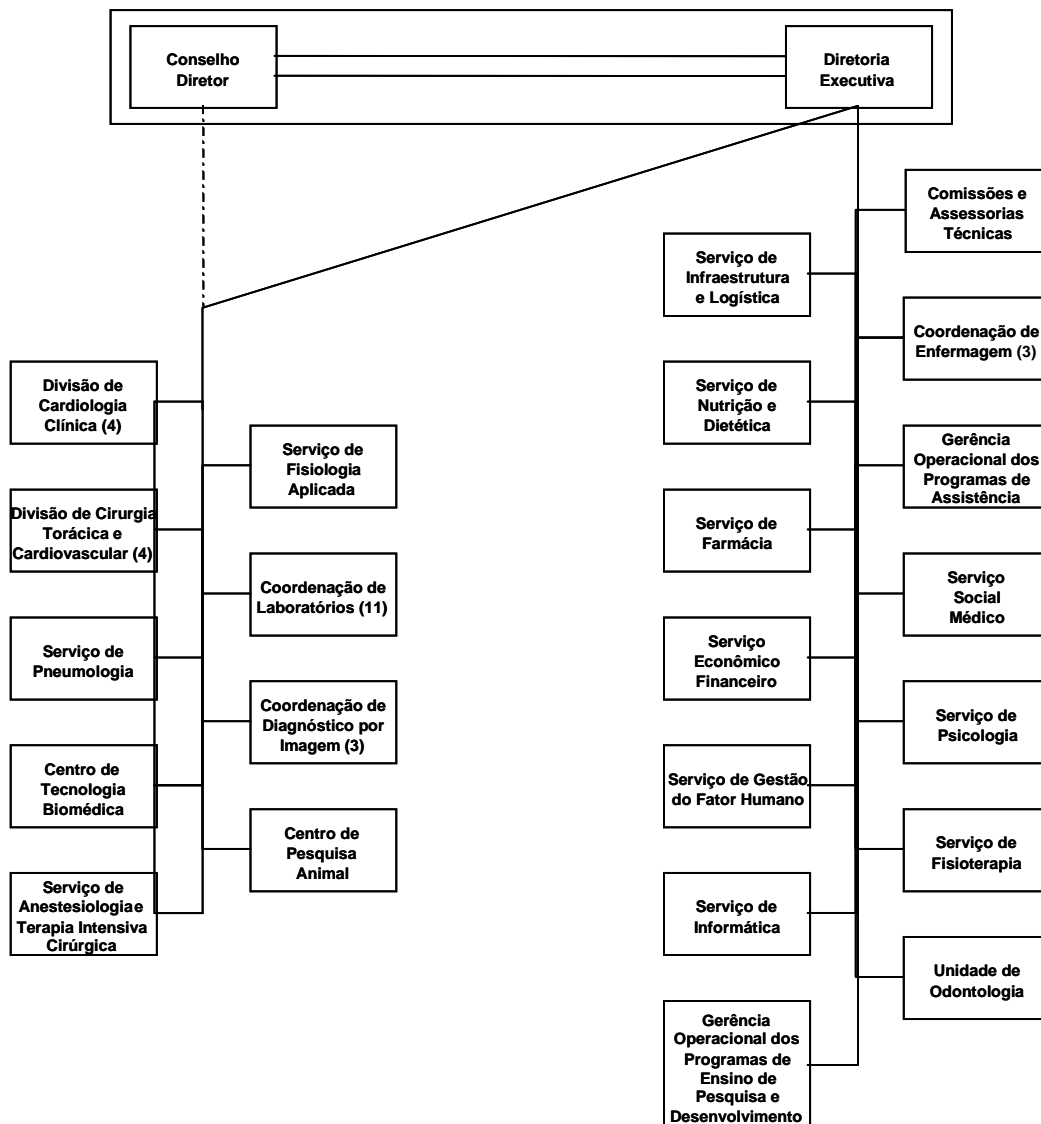 Conselho
Diretor
Diretoria
Executiva
Comissões e
Assessorias
Técnicas
Serviço de
Infraestrutura
e Logística
Coordenação de
Enfermagem (3)
Divisão de
Cardiologia
Clínica (4)
Serviço de
Nutrição e
Dietética
Serviço de
Fisiologia
Aplicada
Gerência
Operacional dos
Programas de
Assistência
Divisão de Cirurgia
Torácica e
Cardiovascular (4)
Serviço de
Farmácia
Coordenação de
Laboratórios (11)
Serviço
Social
Médico
Serviço de
Pneumologia
Serviço
Econômico
Financeiro
Coordenação de
Diagnóstico por
Imagem (3)
Serviço de
Psicologia
Centro de
Tecnologia
Biomédica
Serviço de Gestão
do Fator Humano
Centro de
Pesquisa
Animal
Serviço de
Fisioterapia
Serviço de
Anestesiologia e
Terapia Intensiva
Cirúrgica
Serviço de
Informática
Unidade de
Odontologia
Gerência
Operacional dos
Programas de
Ensino de
Pesquisa e
Desenvolvimento